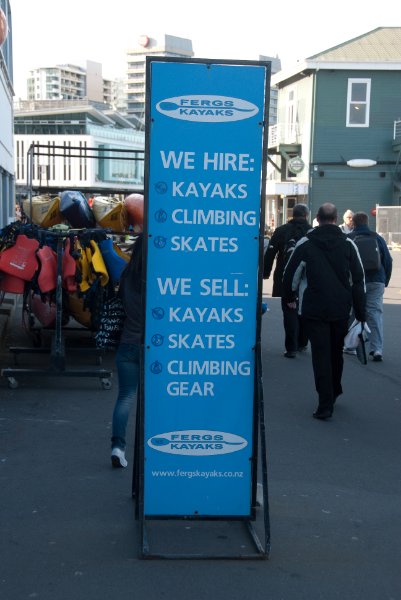 FERGS
KAYAKS
WE HIRE:
KAYAKS
CLIMBING
SKATES
WE SELL:
KAYAKS
SKATES
CLIMBING
GEAR
FERGS
KAYAKS
www.fergskayaks.co.nz